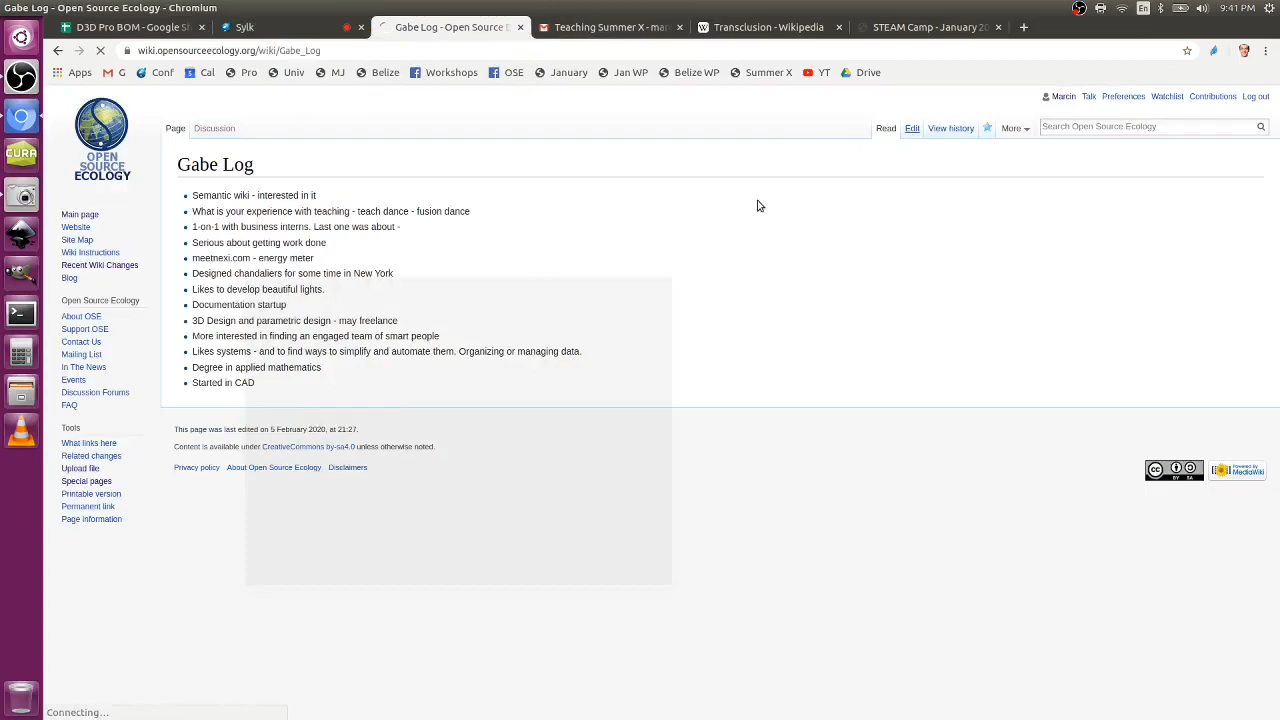 Gabe Log - Open Source Ecology - Chromium
En
9:41 PM
D3D Pro BOM - Google Sh
Sylk
Gabe Log - Open Source E
Teaching Summer X - mar
Transclusion - Wikipedia
STEAM Camp - January 20
wiki.opensourceecology.org/wiki/Gabe_Log
Apps
G
Conf
Cal
Pro
Univ
MJ
Belize
Workshops
OSE
January
Jan WP
Belize WP
Summer X
YT
Drive
Marcin
Talk
Preferences
Watchlist
Contributions
Log out
Page
Discussion
Read
Edit
View history
More
Search Open Source Ecology
OPEN
SOURCE
ECOLOGY
Gabe Log
Semantic wiki - interested in it
What is your experience with teaching - teach dance - fusion dance
1-on-1 with business interns. Last one was about -
Serious about getting work done
meetnexi.com - energy meter
Designed chandaliers for some time in New York
Likes to develop beautiful lights.
Documentation startup
3D Design and parametric design - may freelance
More interested in finding an engaged team of smart people
Likes systems - and to find ways to simplify and automate them. Organizing or managing data.
Degree in applied mathematics
Started in CAD
Main page
Website
Site Map
Wiki Instructions
Recent Wiki Changes
Blog
Open Source Ecology
About OSE
Support OSE
Contact Us
Mailing List
In The News
Events
Discussion Forums
FAQ
Tools
What links here
Related changes
Upload file
Special pages
Printable version
Permanent link
Page information
This page was last edited on 5 February 2020, at 21:27.
Content is available under CreativeCommons by-sa4.0 unless otherwise noted.
Privacy policy
About Open Source Ecology
Disclaimers
CC
BY SA
Powered by
MediaWiki
CURA
Connecting...